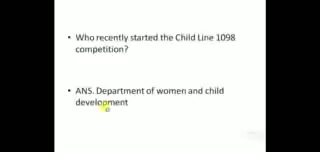 • Who recently started the Child Line 1098
competition?
• ANS. Department of women and child
development